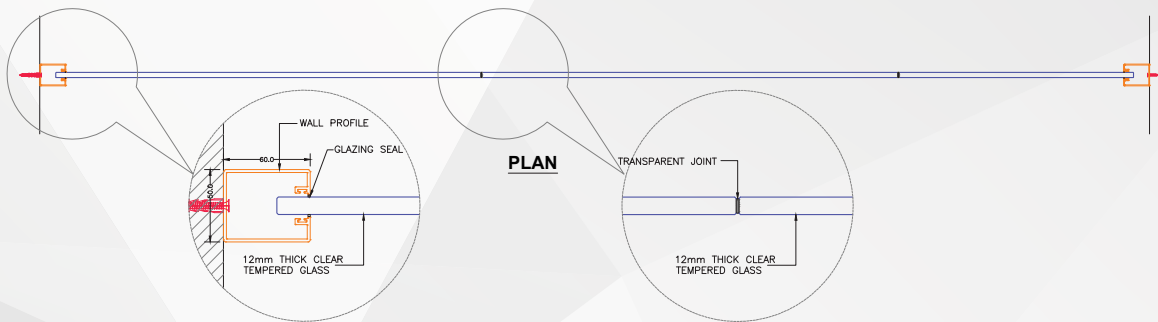 WALL PROFILE
GLAZING SEAL
60.0
50.0
12mm THICK CLEAR
TEMPERED GLASS
PLAN
TRANSPARENT JOINT
12mm THICK CLEAR
TEMPERED GLASS